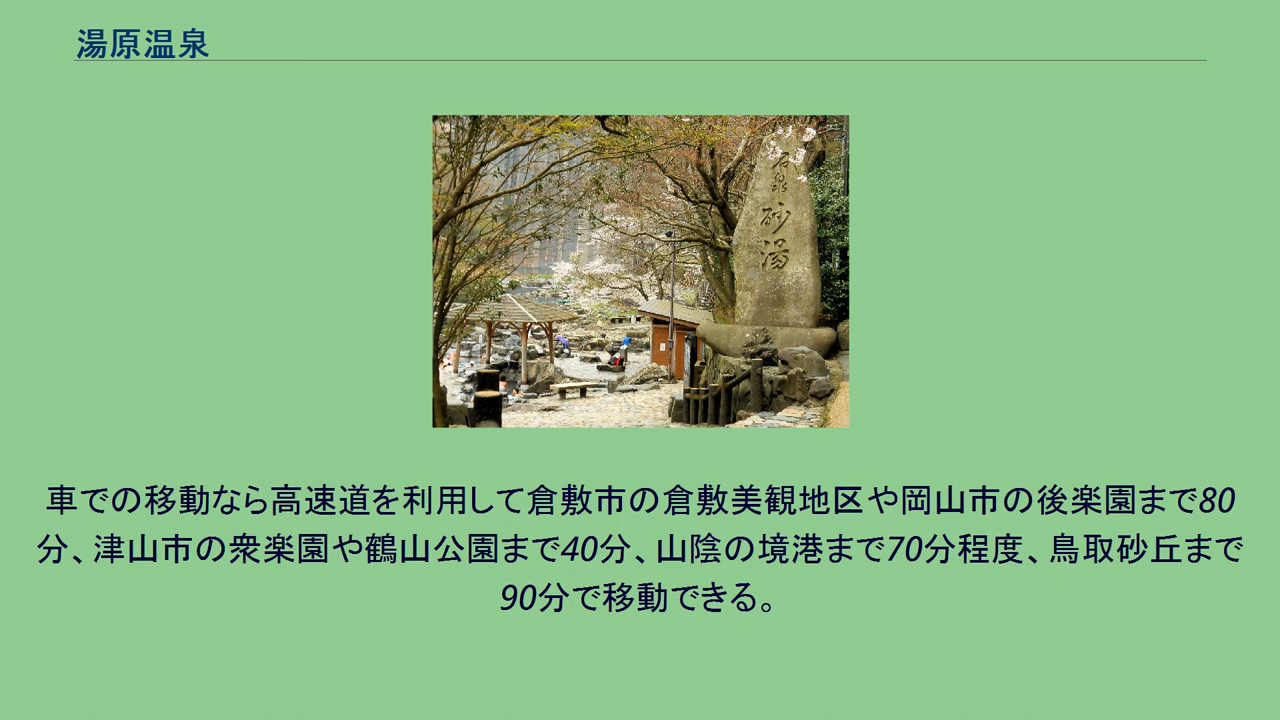 湯原温泉
名泉
砂湯
車での移動なら高速道を利用して倉敷市の倉敷美観地区や岡山市の後楽園まで80
分、津山市の衆楽園や鶴山公園まで40分、山陰の境港まで70分程度、鳥取砂丘まで
90分で移動できる。